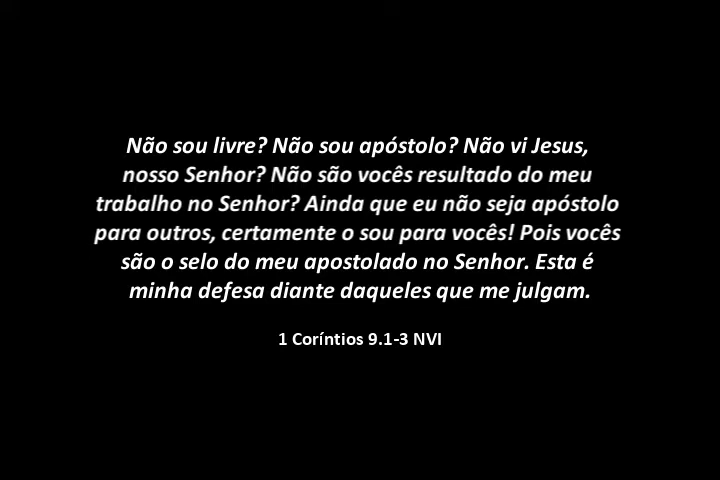 Não sou livre? Não sou apóstolo? Não vi Jesus,
nosso Senhor? Não são vocês resultado do meu
trabalho no Senhor? Ainda que eu não seja apóstolo
para outros, certamente o sou para vocês! Pois vocês
são o selo do meu apostolado no Senhor. Esta é
minha defesa diante daqueles que me julgam.
1 Coríntios 9.1-3 NVI